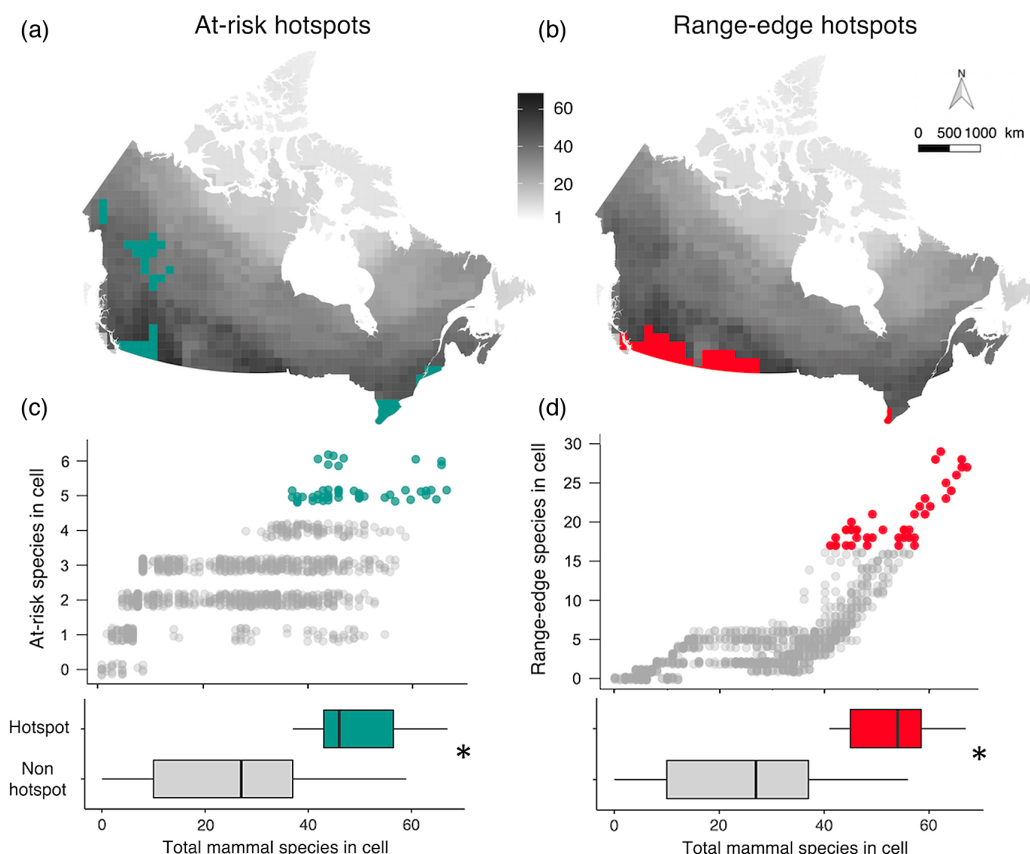 (a)
At-risk hotspots
(b)
Range-edge hotspots
60
40
20
1
N
0 500 1000 km
(c)
At-risk species in cell
6
5
4
3
2
1
0
Hotspot
Non
hotspot
*
0 20 40 60
Total mammal species in cell
(d)
Range-edge species in cell
30
25
20
15
10
5
0
*
0 20 40 60
Total mammal species in cell